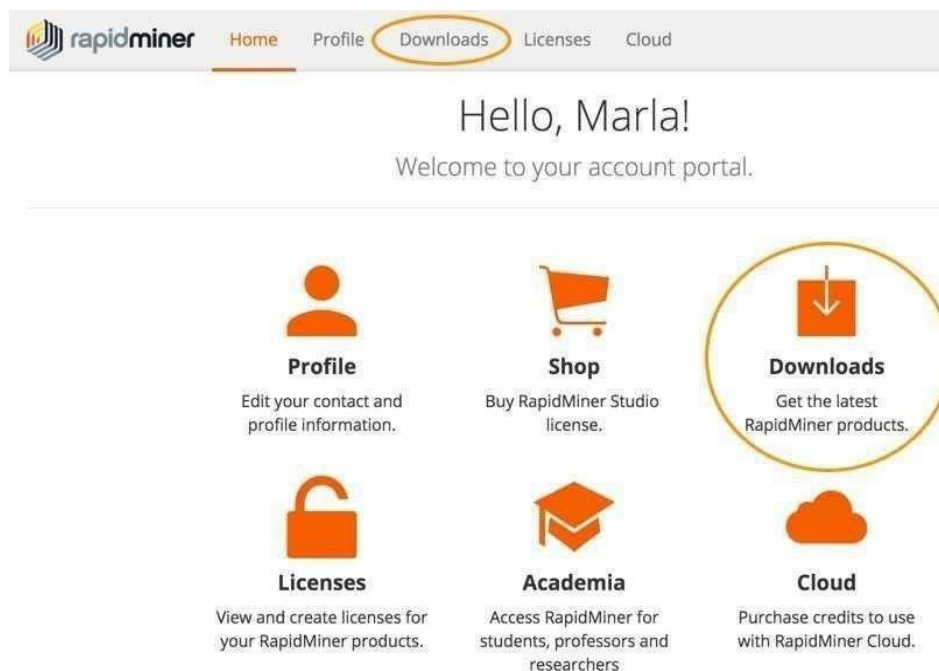 rapidminer Home Profile Downloads Licenses Cloud
Hello, Marla!
Welcome to your account portal.
Profile
Edit your contact and
profile information.
Shop
Buy RapidMiner Studio
license.
Downloads
Get the latest
RapidMiner products.
Licenses
View and create licenses for
your RapidMiner products.
Academia
Access RapidMiner for
students, professors and
researchers
Cloud
Purchase credits to use
with RapidMiner Cloud.